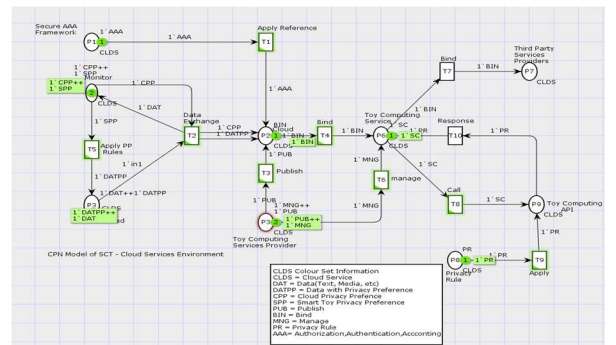 Secure AAA
Framework
P1
1
1`AAA
CLDS
1`AAA
Apply Reference
T1
1`AAA
1`CPP++
1`SPP
Monitor
1`CPP++
1`SPP
2
CLDS
1`CPP
1`DAT
1`SPP
T5
Apply PP
Rules
1`DATPP
1`in1
1`DAT++1`DATPP
P3
CLDS
1`DATPP++
1`DAT
Data
Exchange
T2
1`CPP
1`DATPP
BIN
Cloud
P2
1
1`BIN
1`BIN
CLDS
Bind
T4
1`BIN
1`PUB
T3
Publish
1`PUB
P3
2
1`MNG++
1`PUB
1`PUB++
1`MNG
CLDS
Toy Computing
Services Provider
1`MNG
1`MNG
T6
manage
Toy Computing
Service
P6
1
1`SC
1`SC
CLDS
1`BIN
Bind
T7
1`BIN
Third Party
Services
Providers
P7
CLDS
1`PR
T10
Response
1`PR
1`SC
Call
T8
1`SC
P9
Toy Computing
API
CLDS
1`PR
PR
P8
1
1`PR
CLDS
Privacy
Rule
1`PR
T9
Apply
CPN Model of SCT - Cloud Services Environment
CLDS Colour Set Information
CLDS = Cloud Service
DAT = Data(Text, Media, etc)
DATPP = Data with Privacy Preference
CPP = Cloud Privacy Prefence
SPP = Smart Toy Privacy Preference
PUB = Publish
BIN = Bind
MNG = Manage
PR = Privacy Rule
AAA= Authorization,Authentication,Accconting